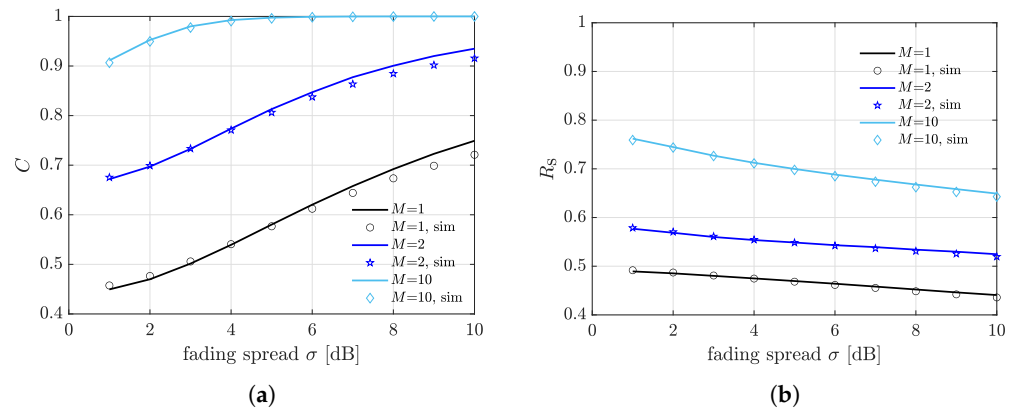 1
0.9
0.8
0.7
0.6
0.5
0.4
C
0 2 4 6 8 10
fading spread σ [dB]
M=1
M=1, sim
M=2
M=2, sim
M=10
M=10, sim
(a)
1
0.9
0.8
0.7
0.6
0.5
0.4
R_S
0 2 4 6 8 10
fading spread σ [dB]
M=1
M=1, sim
M=2
M=2, sim
M=10
M=10, sim
(b)